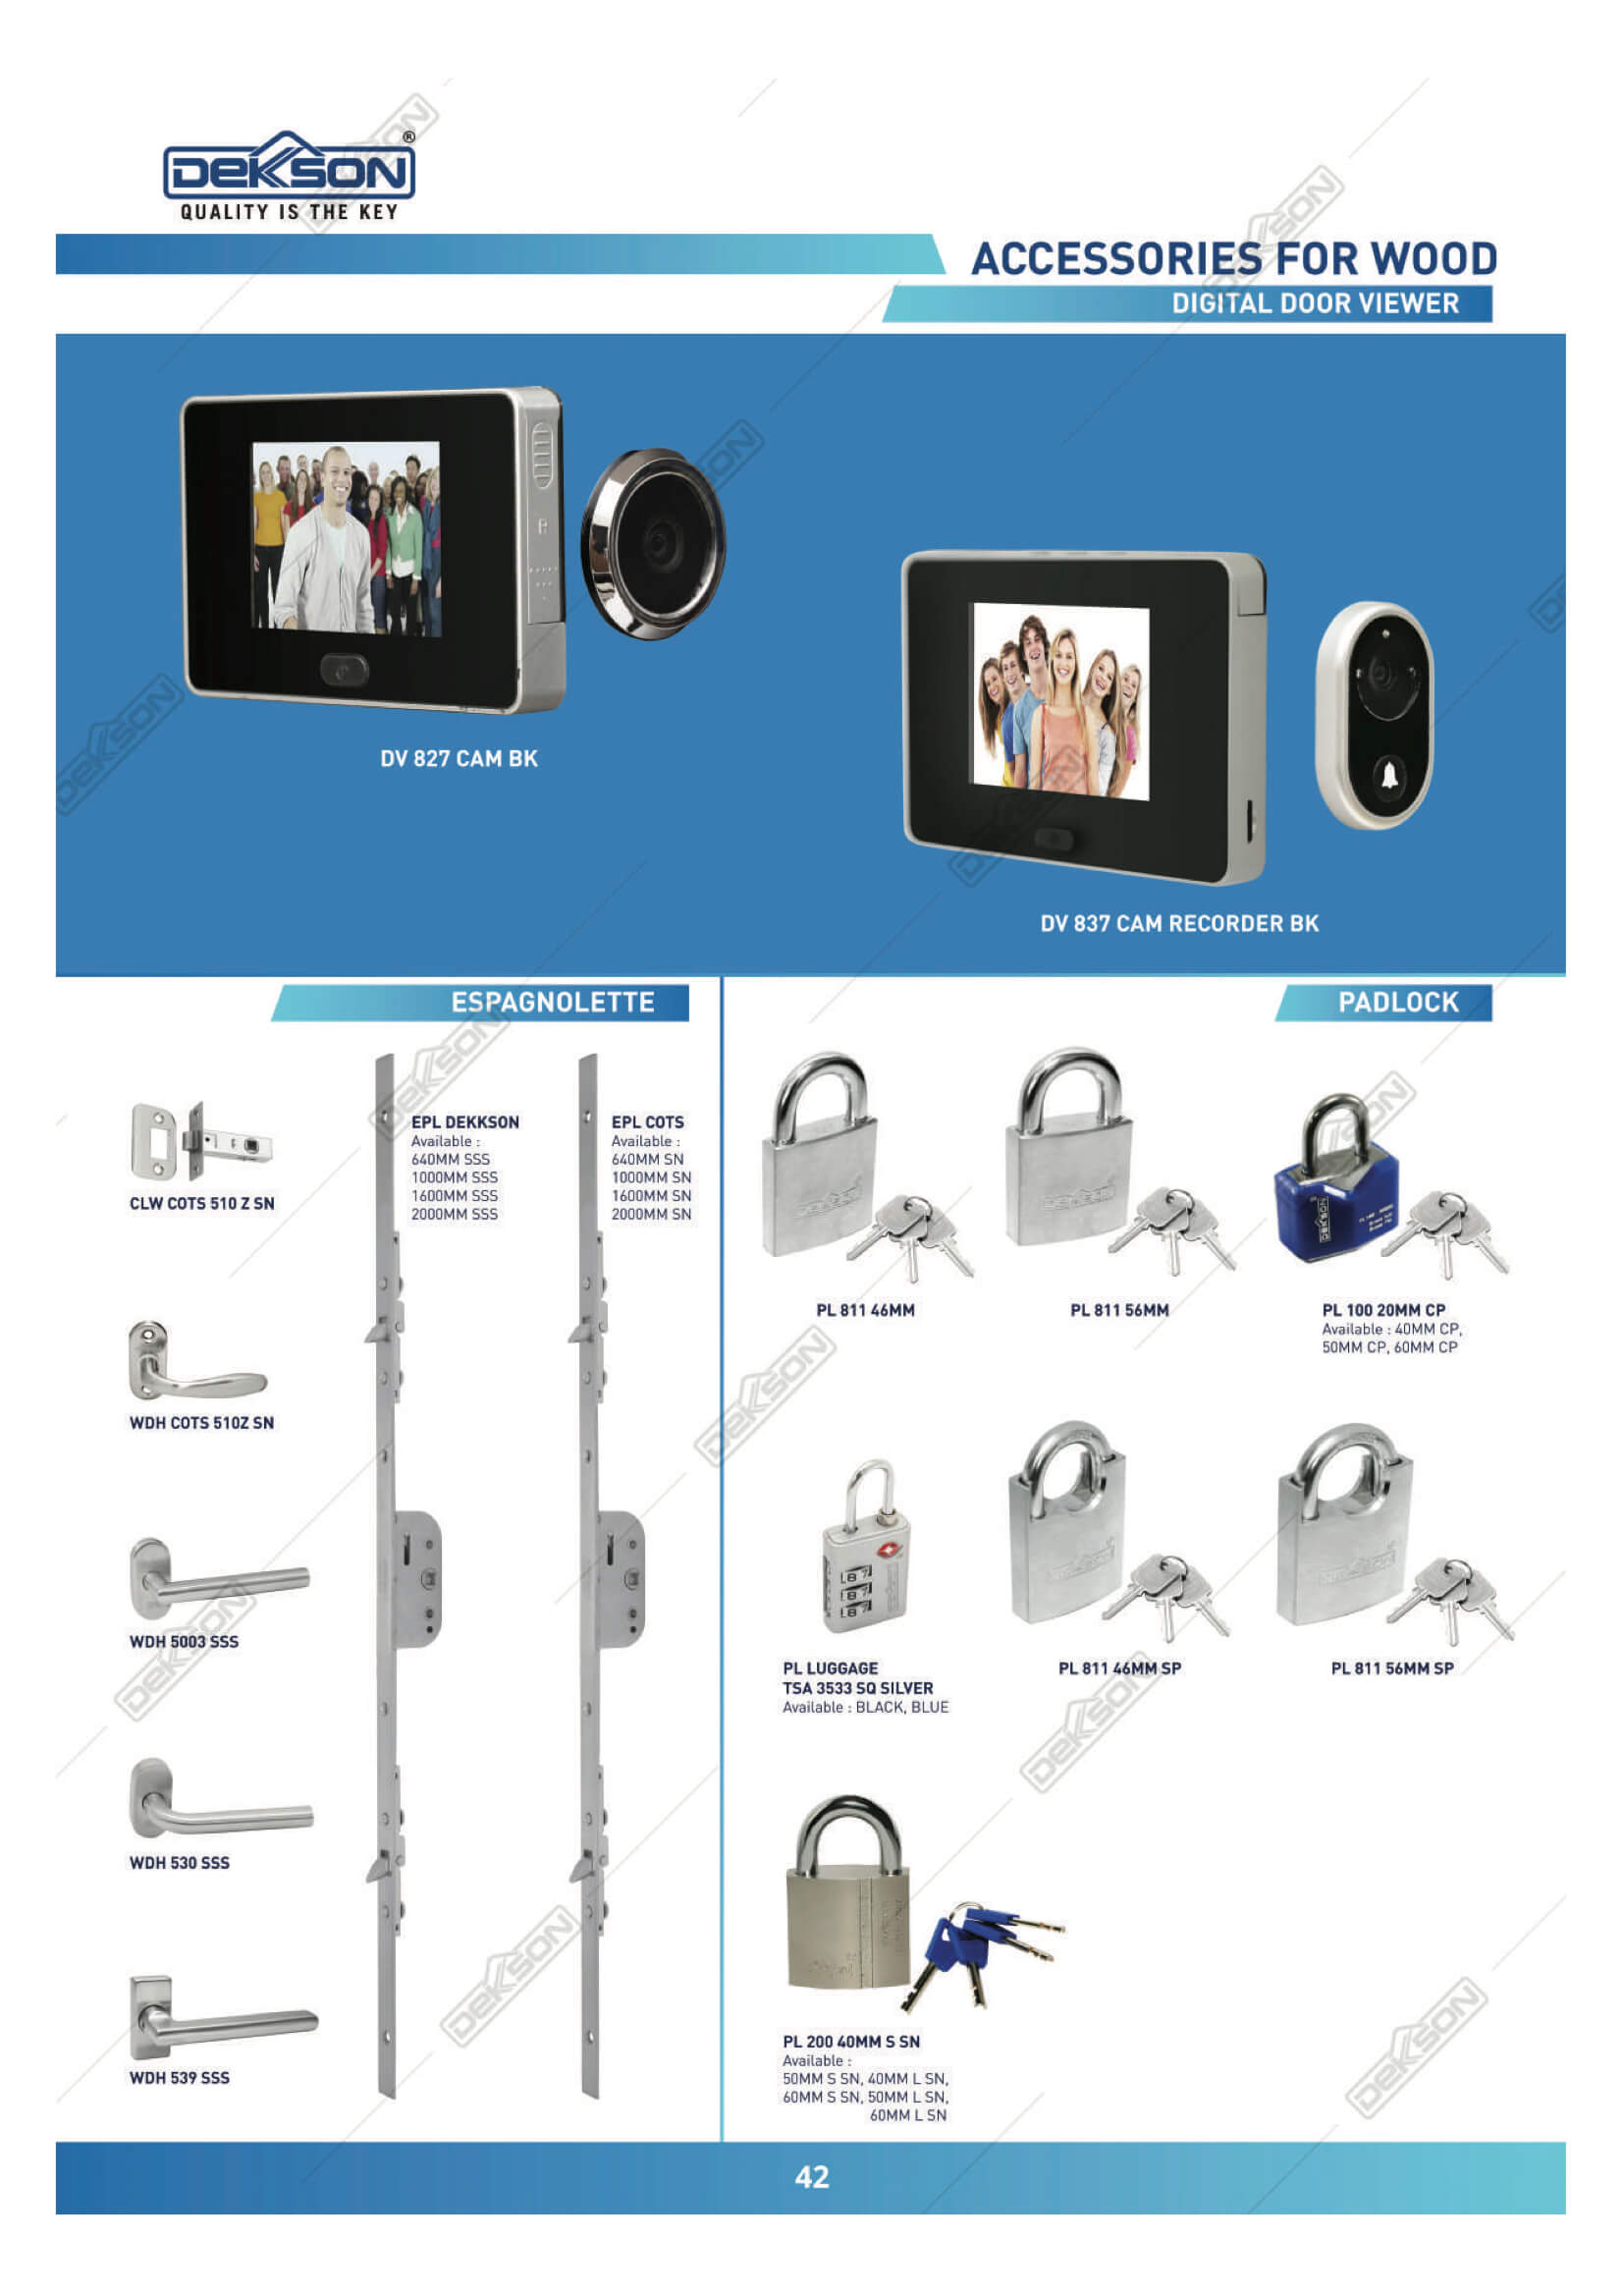 DEKSON®
QUALITY IS THE KEY
ACCESSORIES FOR WOOD
DIGITAL DOOR VIEWER
DV 827 CAM BK
DV 837 CAM RECORDER BK
ESPAGNOLETTE
CLW COTS 510 Z SN
WDH COTS 510Z SN
WDH 5003 SSS
WDH 530 SSS
WDH 539 SSS
EPL DEKKSON
Available :
640MM SSS
1000MM SSS
1600MM SSS
2000MM SSS
EPL COTS
Available :
640MM SN
1000MM SN
1600MM SN
2000MM SN
PADLOCK
PL 811 46MM
PL 811 56MM
PL 100 20MM CP
Available : 40MM CP,
50MM CP, 60MM CP
PL LUGGAGE
TSA 3533 SQ SILVER
Available : BLACK, BLUE
PL 811 46MM SP
PL 811 56MM SP
PL 200 40MM S SN
Available :
50MM S SN, 40MM L SN,
60MM S SN, 50MM L SN,
60MM L SN
42